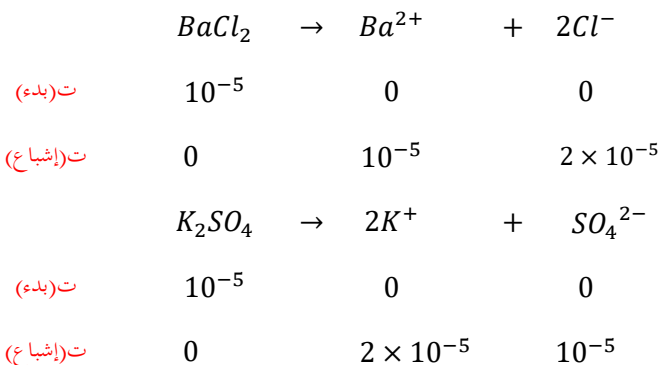 BaCl₂ → Ba²⁺ + 2Cl⁻
ت(بدء) 10⁻⁵ 0 0
ت(إشباع) 0 10⁻⁵ 2 × 10⁻⁵
K₂SO₄ → 2K⁺ + SO₄²⁻
ت(بدء) 10⁻⁵ 0 0
ت(إشباع) 0 2 × 10⁻⁵ 10⁻⁵